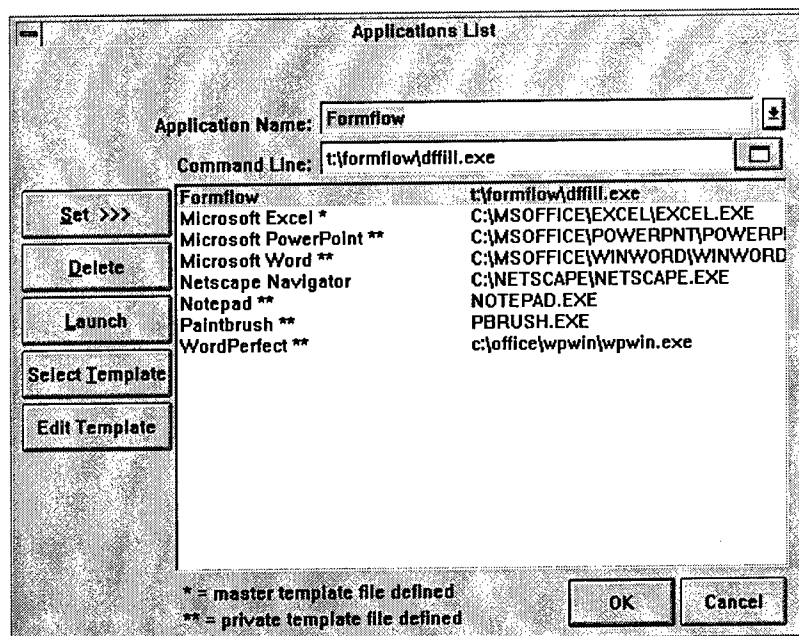 Applications List
Application Name: Formflow
Command Line: t:\formflow\dffill.exe
Set >>>
Delete
Launch
Select Template
Edit Template
Formflow t:\formflow\dffill.exe
Microsoft Excel * C:\MSOFFICE\EXCEL\EXCEL.EXE
Microsoft PowerPoint ** C:\MSOFFICE\POWERPNT\POWERPI
Microsoft Word ** C:\MSOFFICE\WINWORD\WINWORD
Netscape Navigator C:\NETSCAPE\NETSCAPE.EXE
Notepad ** NOTEPAD.EXE
Paintbrush ** PBRUSH.EXE
WordPerfect ** c:\office\wpwin\wpwin.exe
* = master template file defined
** = private template file defined
OK
Cancel